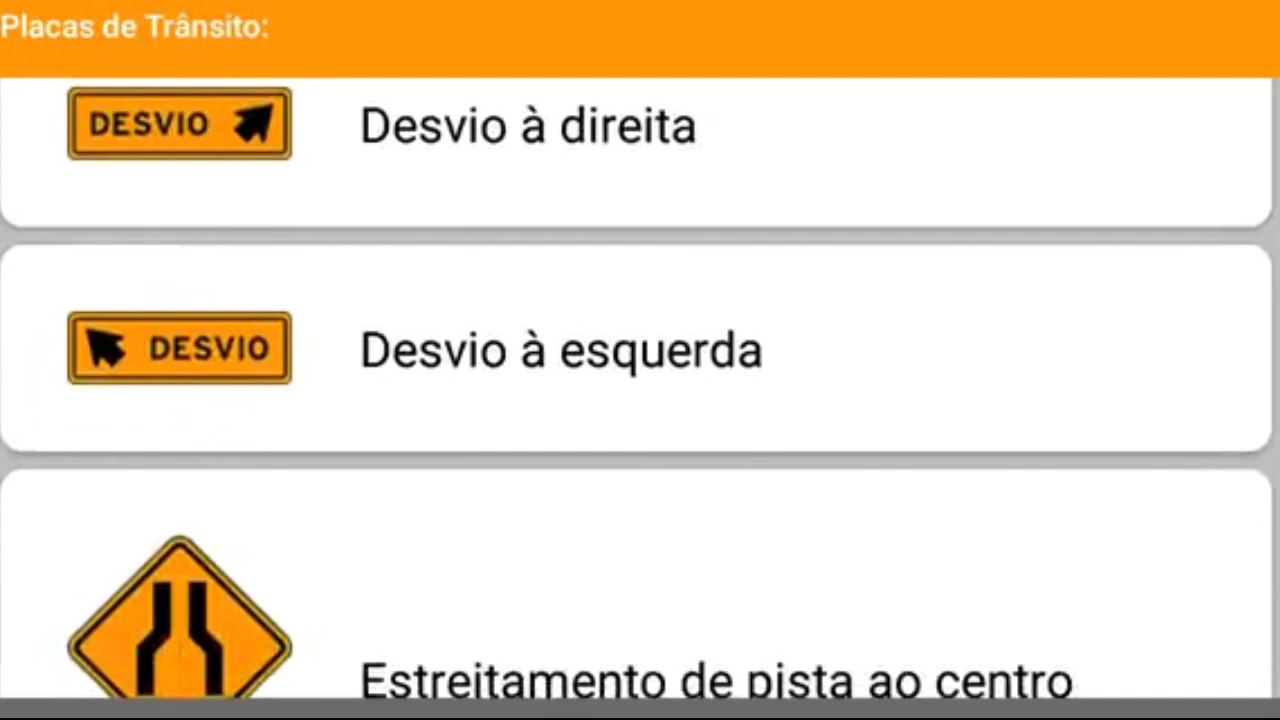 Placas de Trânsito:
DESVIO
Desvio à direita
DESVIO
Desvio à esquerda
Estreitamento de pista ao centro